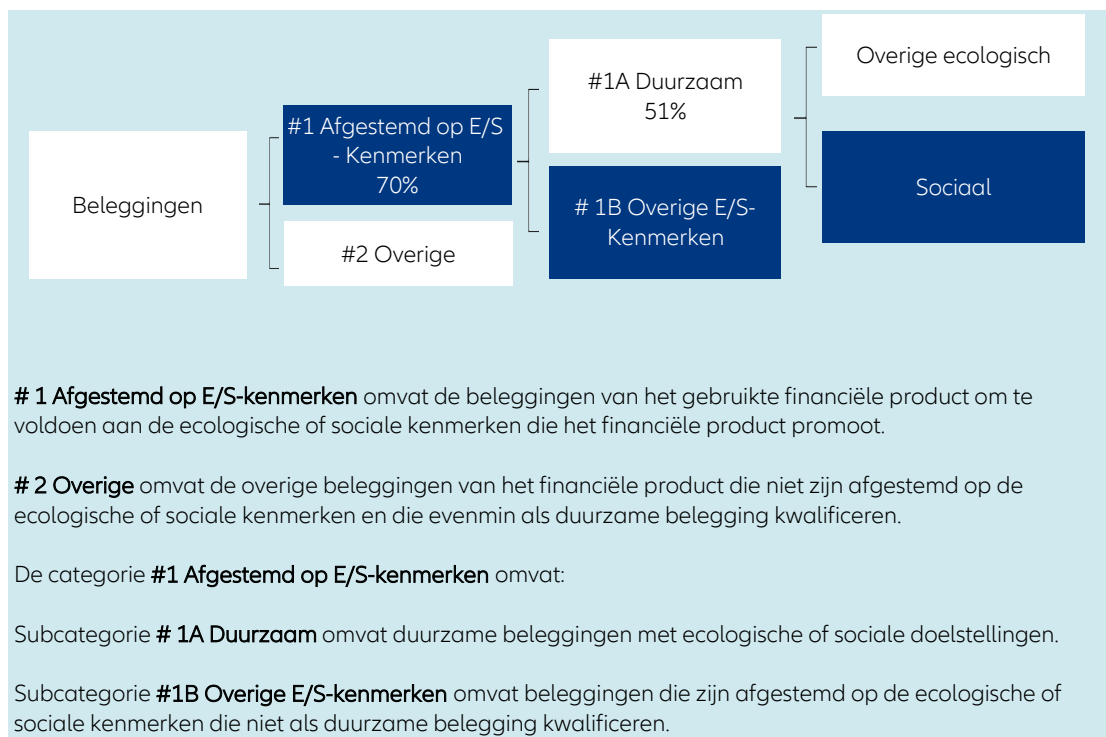 Beleggingen
#1 Afgestemd op E/S
- Kenmerken
70%
#2 Overige
#1A Duurzaam
51%
# 1B Overige E/S-
Kenmerken
Overige ecologisch
Sociaal
# 1 Afgestemd op E/S-kenmerken omvat de beleggingen van het gebruikte financiële product om te
voldoen aan de ecologische of sociale kenmerken die het financiële product promoot.
# 2 Overige omvat de overige beleggingen van het financiële product die niet zijn afgestemd op de
ecologische of sociale kenmerken en die evenmin als duurzame belegging kwalificeren.
De categorie #1 Afgestemd op E/S-kenmerken omvat:
Subcategorie # 1A Duurzaam omvat duurzame beleggingen met ecologische of sociale doelstellingen.
Subcategorie #1B Overige E/S-kenmerken omvat beleggingen die zijn afgestemd op de ecologische of
sociale kenmerken die niet als duurzame belegging kwalificeren.